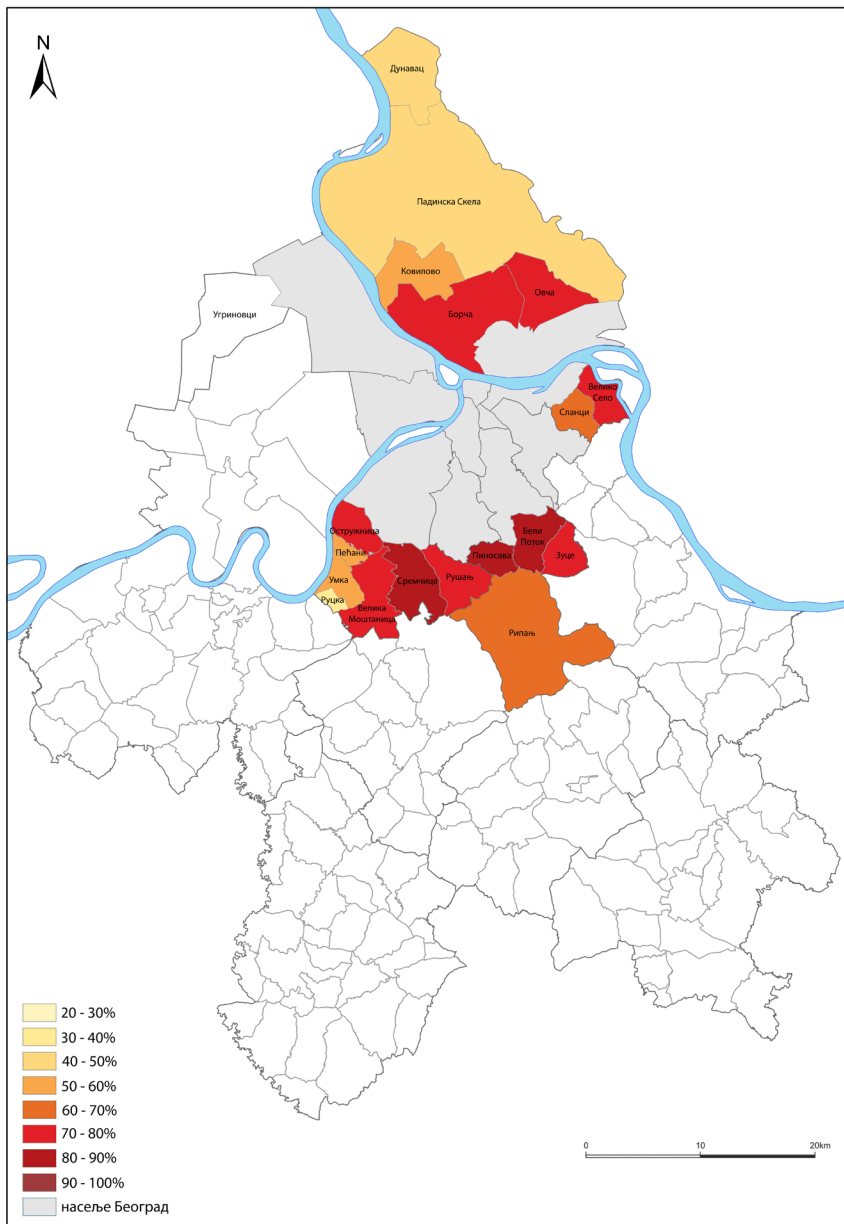 N
Дунавац
Падинска Скела
Ковилово
Овча
Борча
Угриновци
Велико
Село
Сланци
Остружница
Бели
Поток
Пећани
Пиносава
Зуце
Умка
Сремчица
Рушањ
Руцка
Велика
Моштаница
Рипањ
20 - 30%
30 - 40%
40 - 50%
50 - 60%
60 - 70%
70 - 80%
80 - 90%
90 - 100%
насеље Београд
0 10 20km